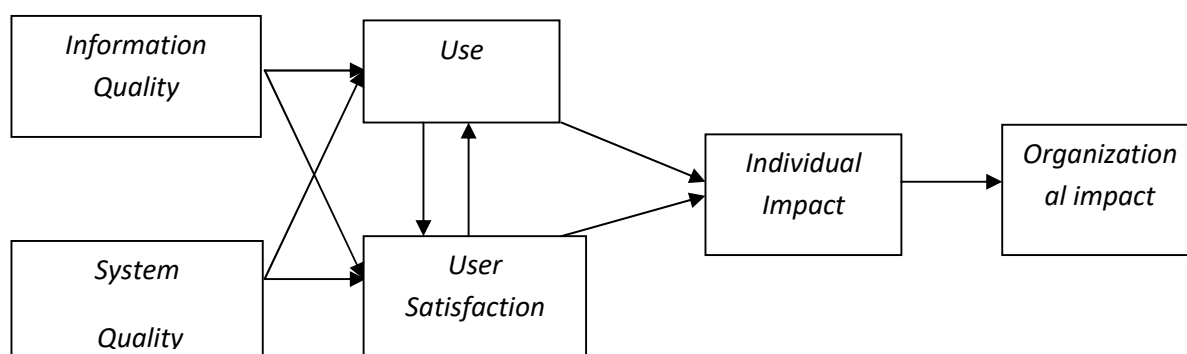 Information
Quality
Use
System
Quality
User
Satisfaction
Individual
Impact
Organization
al impact